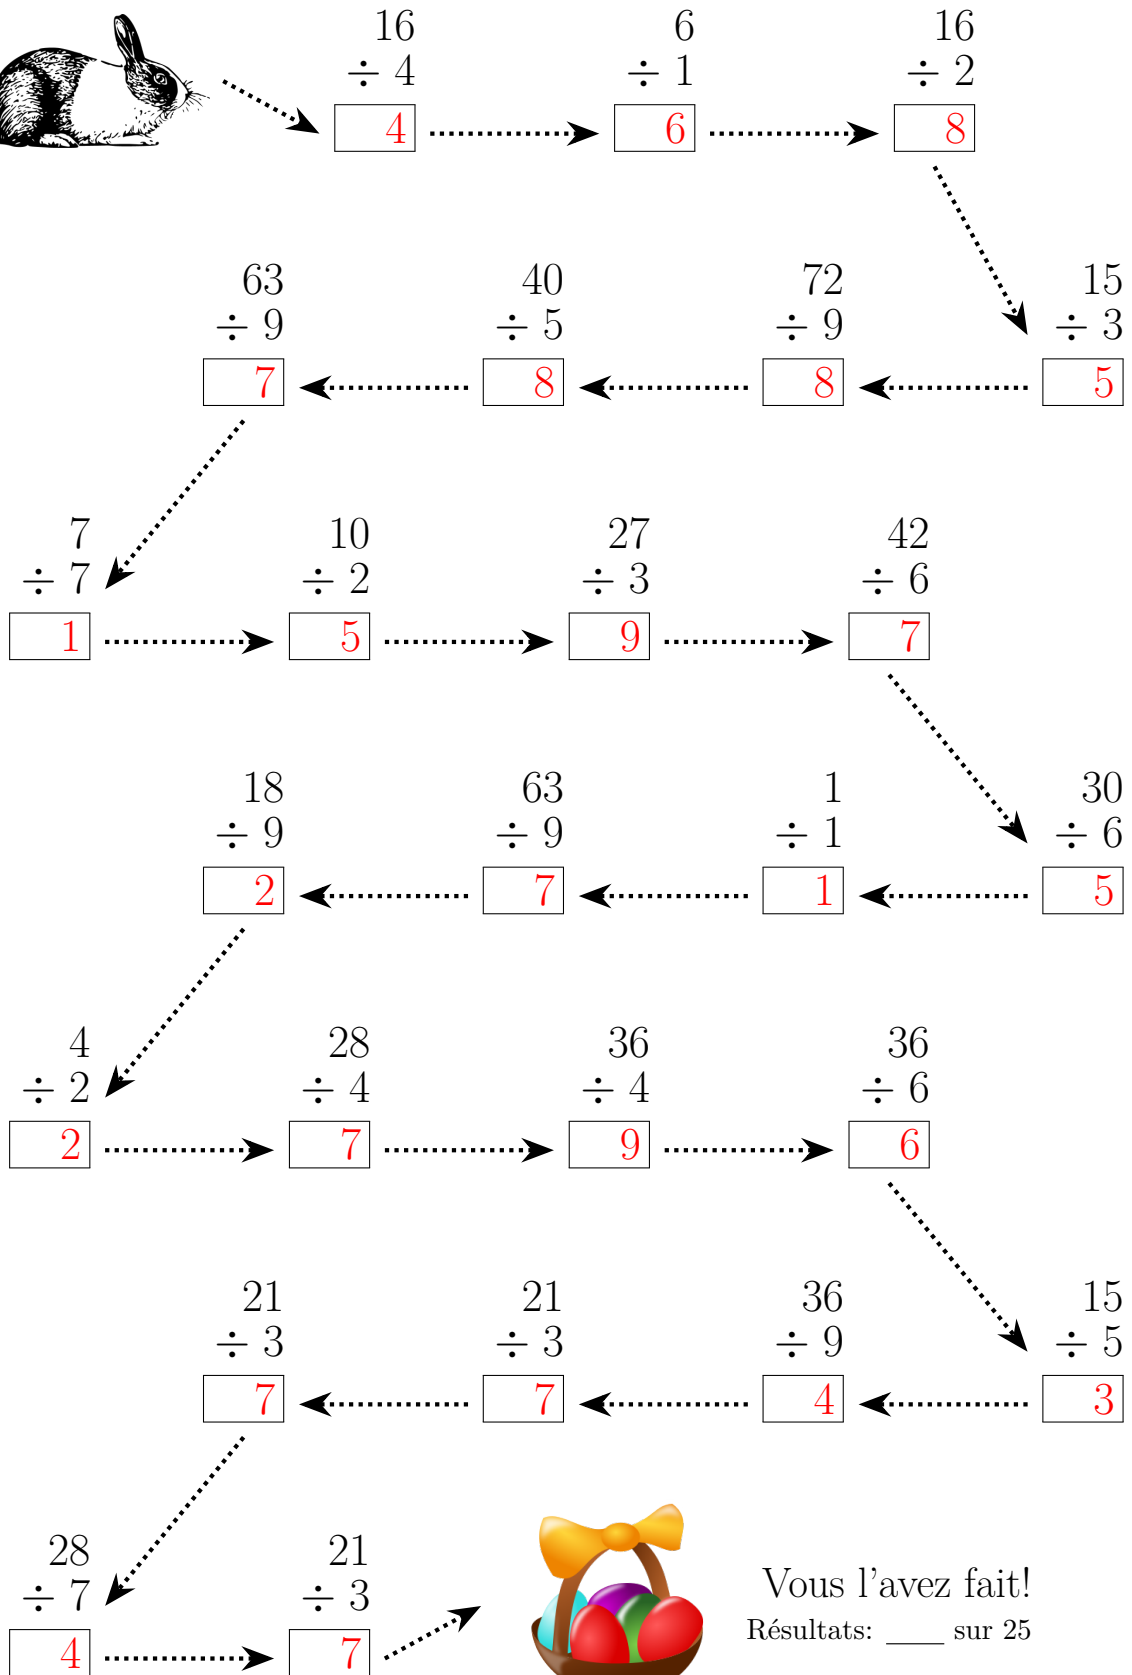 16 6 16
÷ 4 ÷ 1 ÷ 2
4 6 8
63 40 72 15
÷ 9 ÷ 5 ÷ 9 ÷ 3
7 8 8 5
7 10 27 42
÷ 7 ÷ 2 ÷ 3 ÷ 6
1 5 9 7
18 63 1 30
÷ 9 ÷ 9 ÷ 1 ÷ 6
2 7 1 5
4 28 36 36
÷ 2 ÷ 4 ÷ 4 ÷ 6
2 7 9 6
21 21 36 15
÷ 3 ÷ 3 ÷ 9 ÷ 5
7 7 4 3
28 21
÷ 7 ÷ 3
4 7
Vous l'avez fait!
Résultats: ____ sur 25